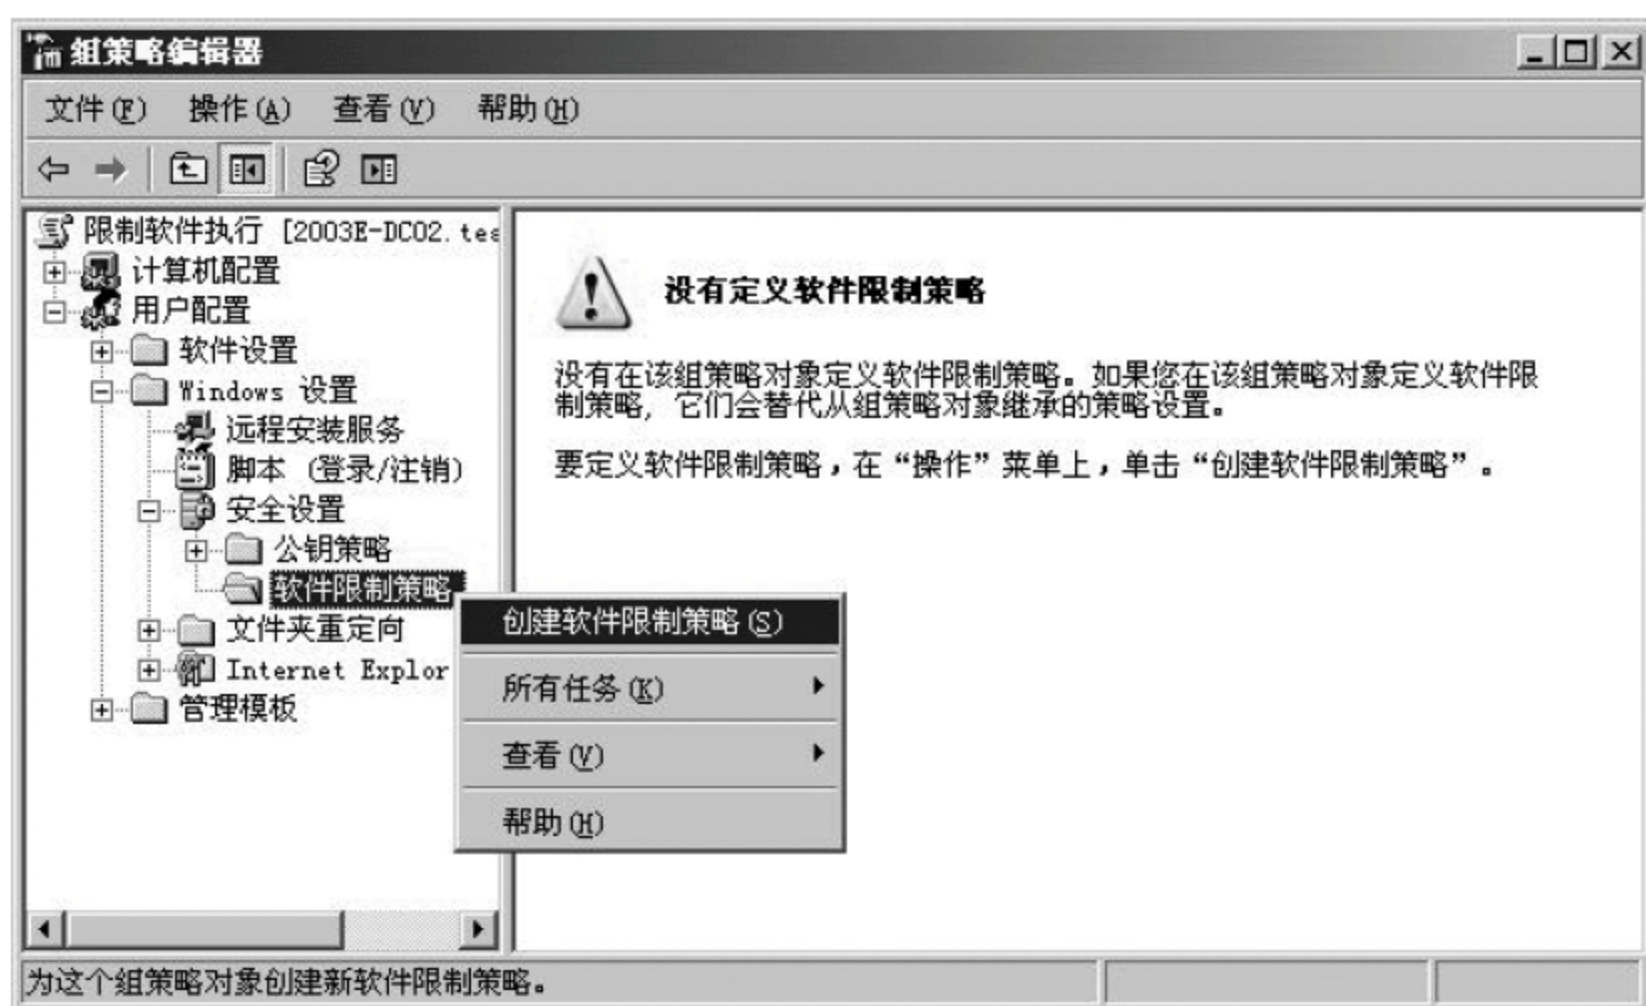 组策略编辑器
文件(F) 操作(A) 查看(V) 帮助(H)
限制软件执行 [2003E-DC02.tes
计算机配置
用户配置
软件设置
Windows 设置
远程安装服务
脚本 (登录/注销)
安全设置
公钥策略
软件限制策略
文件夹重定向
Internet Explor
管理模板
没有定义软件限制策略
没有在该组策略对象定义软件限制策略。如果您在该组策略对象定义软件限
制策略, 它们会替代从组策略对象继承的策略设置。
要定义软件限制策略，在“操作”菜单上，单击“创建软件限制策略”。
创建软件限制策略(S)
所有任务(K)
查看(V)
帮助(H)
为这个组策略对象创建新软件限制策略。